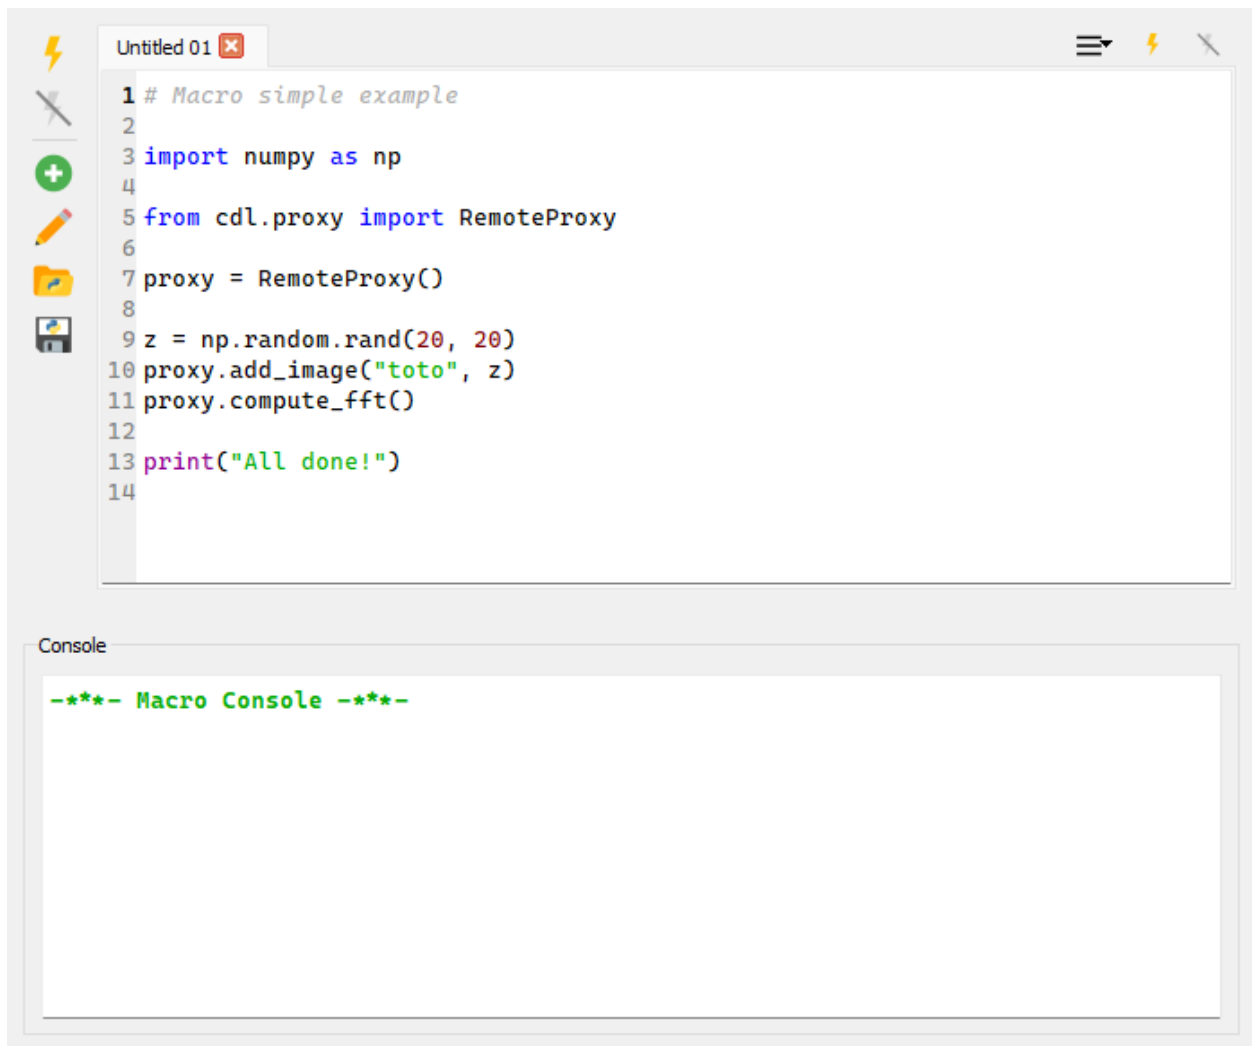 Untitled 01
1 # Macro simple example
2
3 import numpy as np
4
5 from cdl.proxy import RemoteProxy
6
7 proxy = RemoteProxy()
8
9 z = np.random.rand(20, 20)
10 proxy.add_image("toto", z)
11 proxy.compute_fft()
12
13 print("All done!")
14
Console
-***- Macro Console -***-